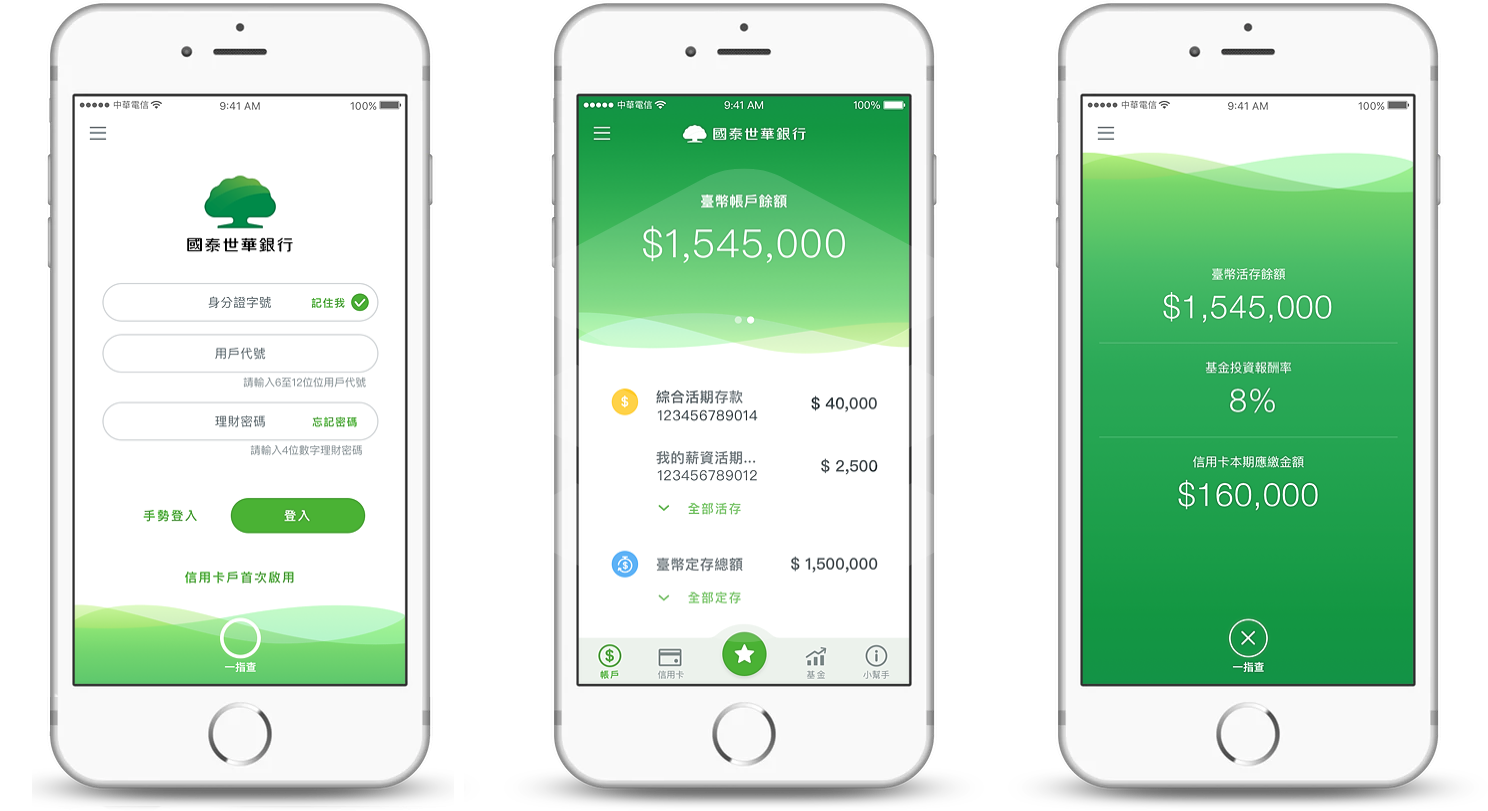 中華電信
9:41 AM
100%
國泰世華銀行
身分證字號
記住我
用戶代號
請輸入6至12位位用戶代號
理財密碼
忘記密碼
請輸入4位數字理財密碼
手勢登入
登入
信用卡戶首次啟用
一指查
中華電信
9:41 AM
100%
國泰世華銀行
臺幣帳戶餘額
$1,545,000
綜合活期存款
$ 40,000
123456789014
我的薪資活期...
$ 2,500
123456789012
全部活存
臺幣定存總額
$ 1,500,000
全部定存
帳戶
信用卡
基金
小幫手
中華電信
9:41 AM
100%
臺幣活存餘額
$1,545,000
基金投資報酬率
8%
信用卡本期應繳金額
$160,000
一指查